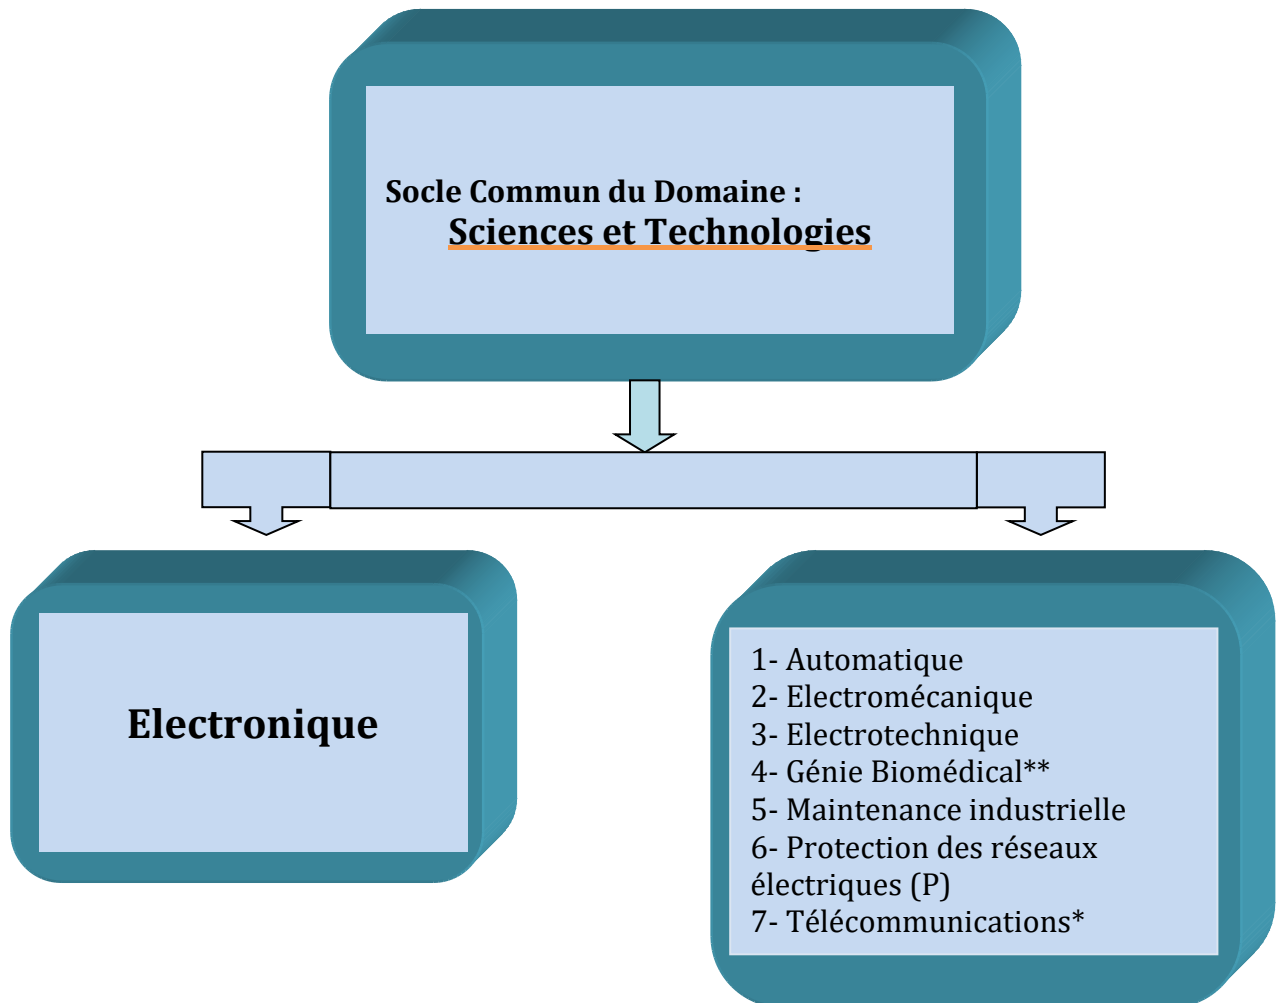 Socle Commun du Domaine :
Sciences et Technologies
Electronique
1- Automatique
2- Electromécanique
3- Electrotechnique
4- Génie Biomédical**
5- Maintenance industrielle
6- Protection des réseaux
électriques (P)
7- Télécommunications*